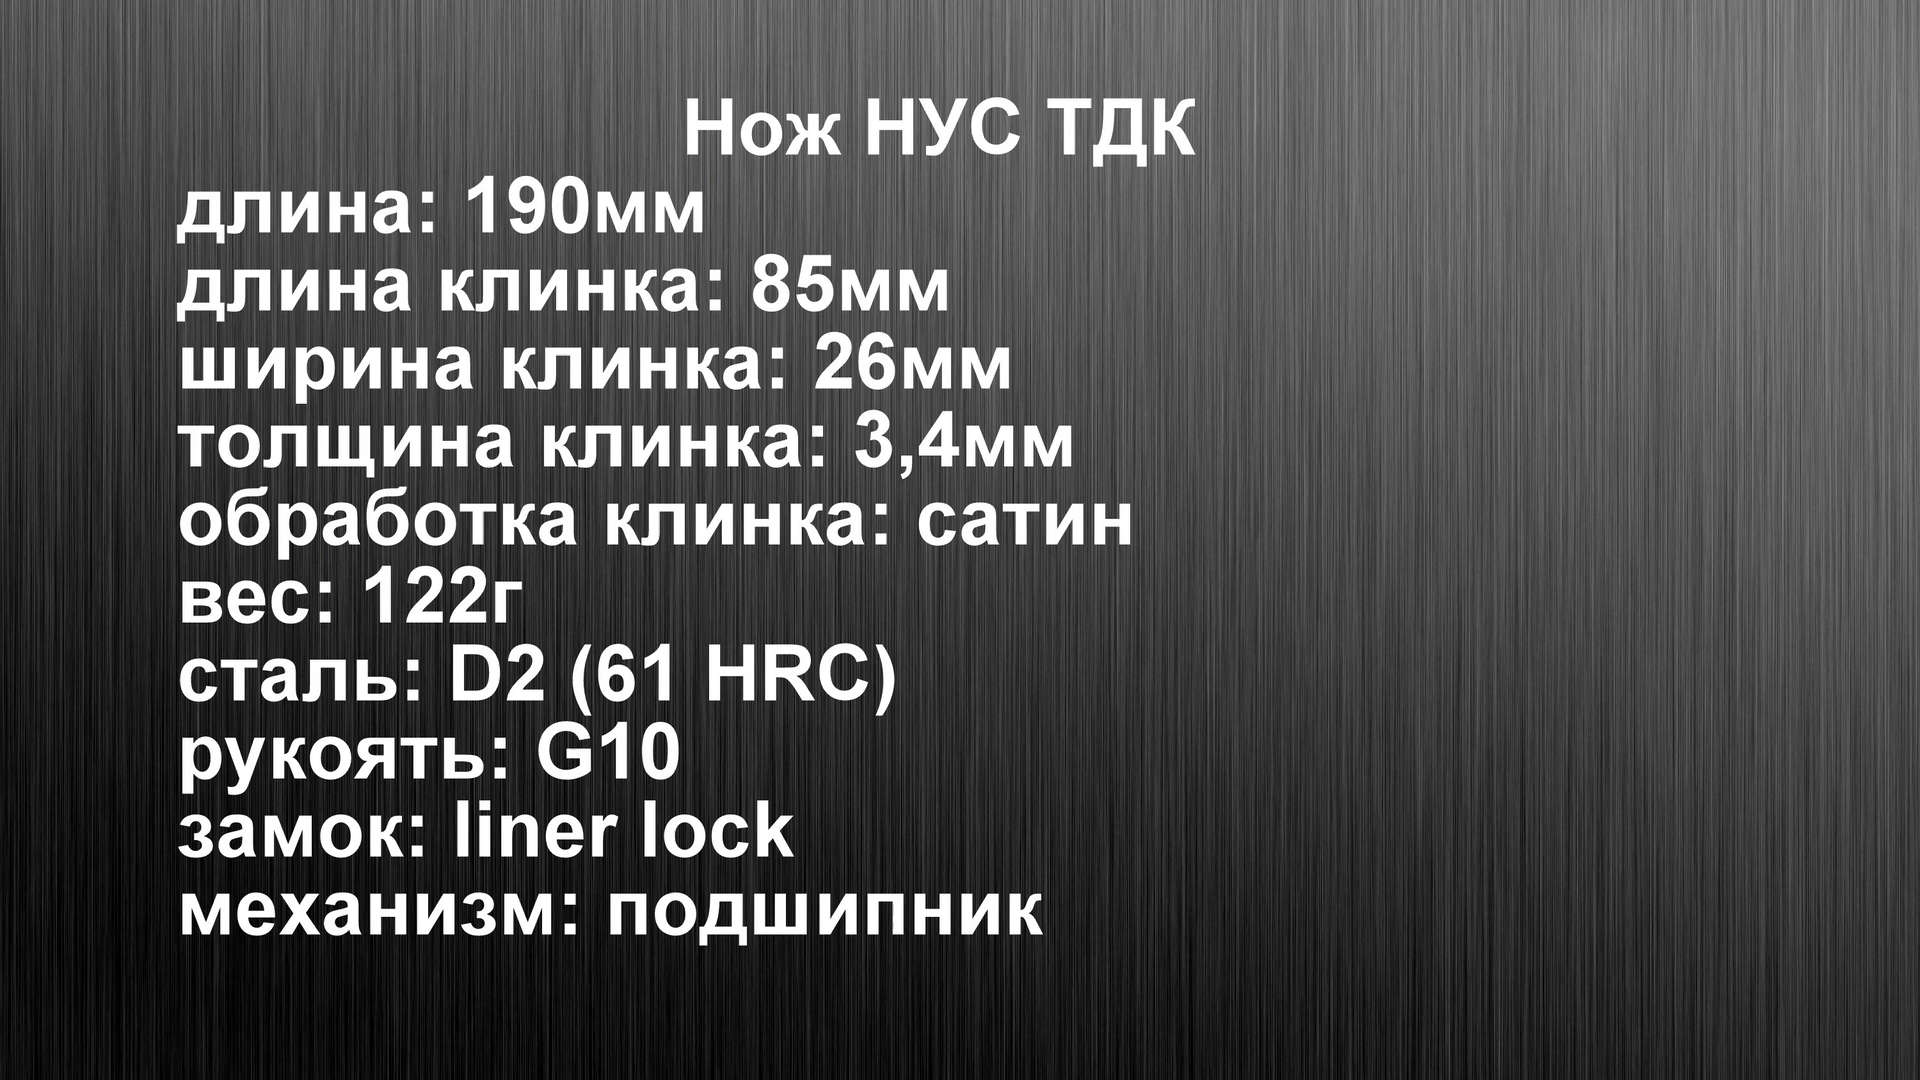 Нож НУС ТДК
длина: 190мм
длина клинка: 85мм
ширина клинка: 26мм
толщина клинка: 3,4мм
обработка клинка: сатин
вес: 122г
сталь: D2 (61 HRC)
рукоять: G10
замок: liner lock
механизм: подшипник